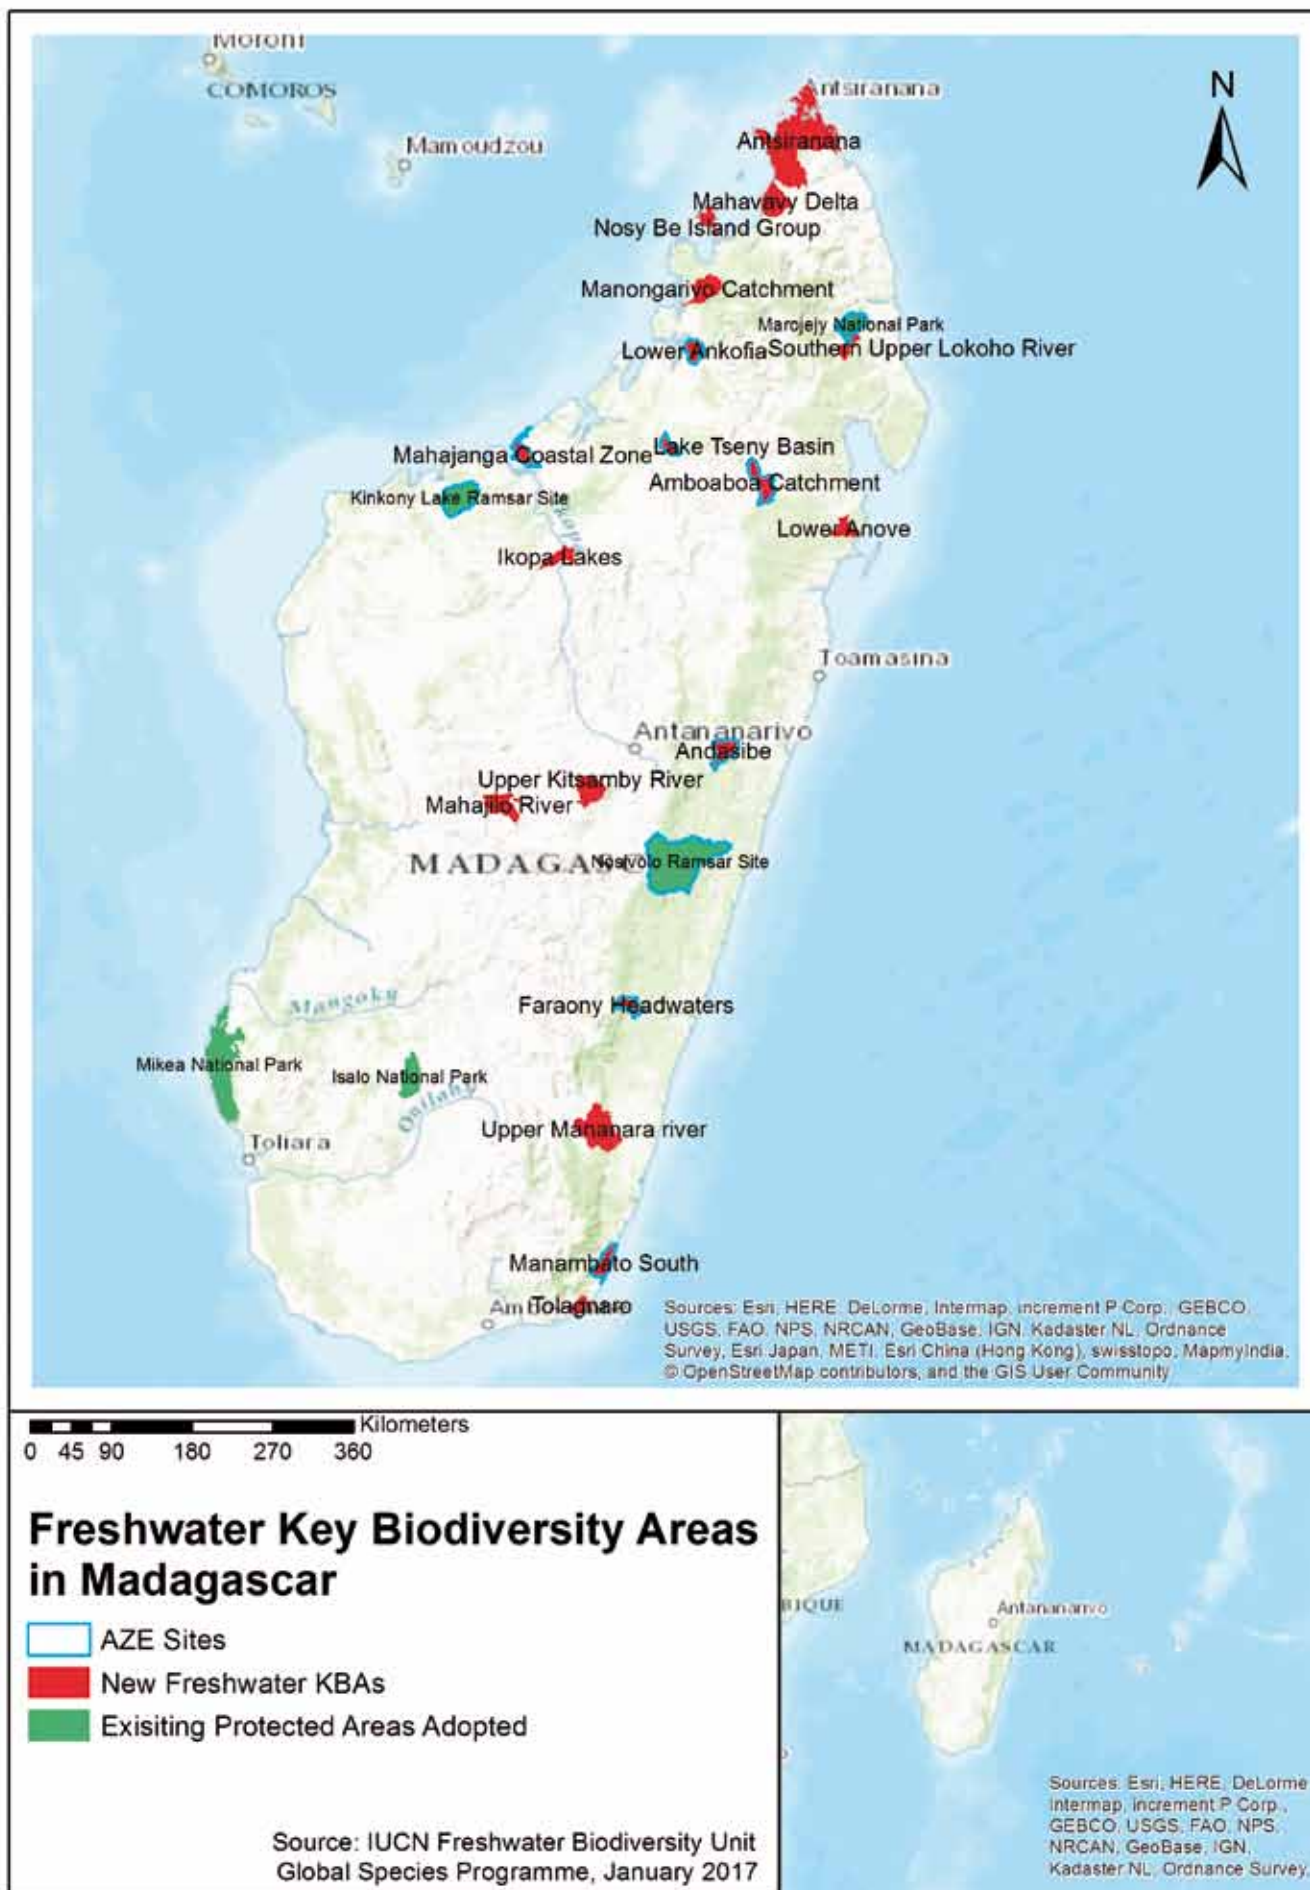 Moroni
COMOROS
Mamoudzou
N
Antsiranana
Antsiranana
Mahavavy Delta
Nosy Be Island Group
Manongarivo Catchment
Marojejy National Park
Lower Ankofia
Southern Upper Lokoho River
Mahajanga Coastal Zone
Lake Tseny Basin
Kinkony Lake Ramsar Site
Amboaboa Catchment
Ikopa
Lower Anove
Ikopa Lakes
Toamasina
Antananarivo
Andasibe
Upper Kitsamby River
Mahajilo River
MADAGASC
Nosivolo Ramsar Site
Mangoky
Faraony Headwaters
Mikea National Park
Isalo National Park
Onilahy
Upper Mananara river
Toliara
Manambato South
Tolagnaro
Sources: Esri, HERE, DeLorme, Intermap, increment P Corp., GEBCO,
USGS, FAO, NPS, NRCAN, GeoBase, IGN, Kadaster NL, Ordnance
Survey, Esri Japan, METI, Esri China (Hong Kong), swisstopo, MapmyIndia,
© OpenStreetMap contributors, and the GIS User Community
Kilometers
0 45 90 180 270 360
Freshwater Key Biodiversity Areas
in Madagascar
AZE Sites
New Freshwater KBAs
Exisiting Protected Areas Adopted
Source: IUCN Freshwater Biodiversity Unit
Global Species Programme, January 2017
BIQUE
Antananarivo
MADAGASCAR
Sources: Esri, HERE, DeLorme,
Intermap, increment P Corp.,
GEBCO, USGS, FAO, NPS,
NRCAN, GeoBase, IGN,
Kadaster NL, Ordnance Survey,